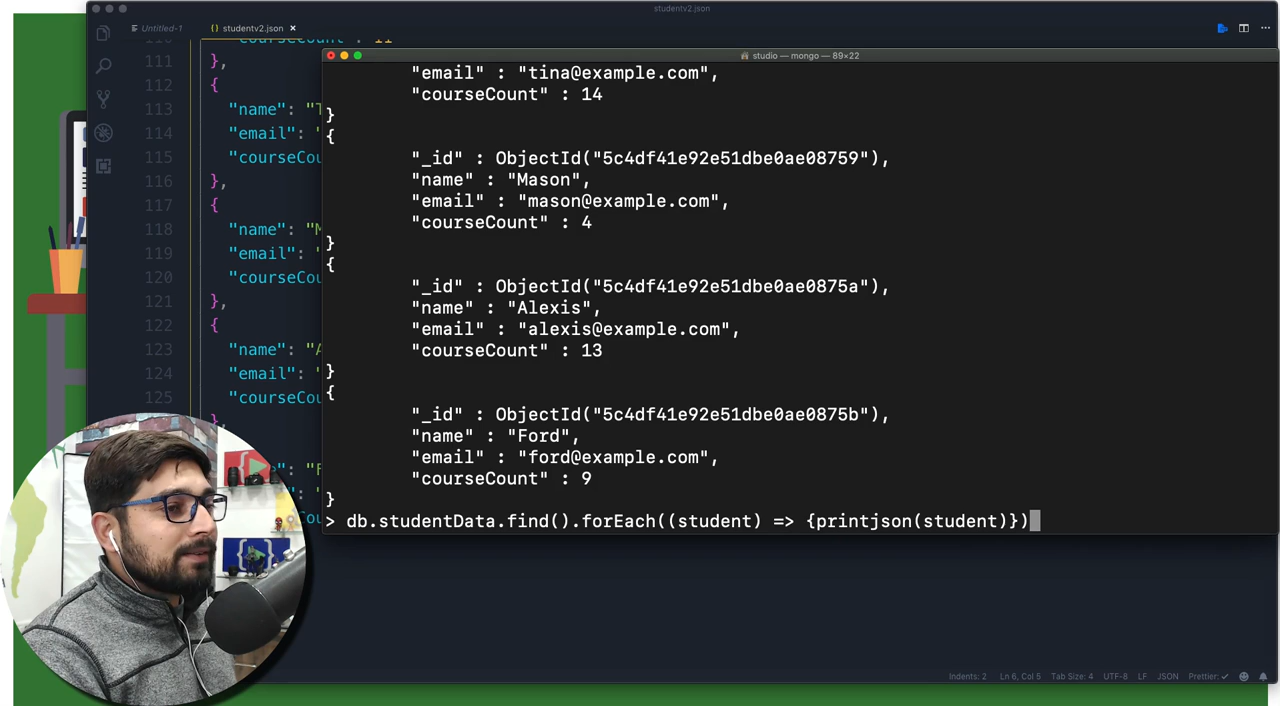 studentv2.json
Untitled-1
{} studentv2.json ×
111 },
112 {
113 "name": "T
114 "email": "
115 "courseCou
116 },
117 {
118 "name": "M
119 "email": "
120 "courseCou
121 },
122 {
123 "name": "A
124 "email": "
125 "courseCou
studio — mongo — 89×22
"email" : "tina@example.com",
"courseCount" : 14
}
{
"_id" : ObjectId("5c4df41e92e51dbe0ae08759"),
"name" : "Mason",
"email" : "mason@example.com",
"courseCount" : 4
}
{
"_id" : ObjectId("5c4df41e92e51dbe0ae0875a"),
"name" : "Alexis",
"email" : "alexis@example.com",
"courseCount" : 13
}
{
"_id" : ObjectId("5c4df41e92e51dbe0ae0875b"),
"name" : "Ford",
"email" : "ford@example.com",
"courseCount" : 9
}
> db.studentData.find().forEach((student) => {printjson(student)})
Indents: 2 Ln 6, Col 5 Tab Size: 4 UTF-8 LF JSON Prettier: ✓